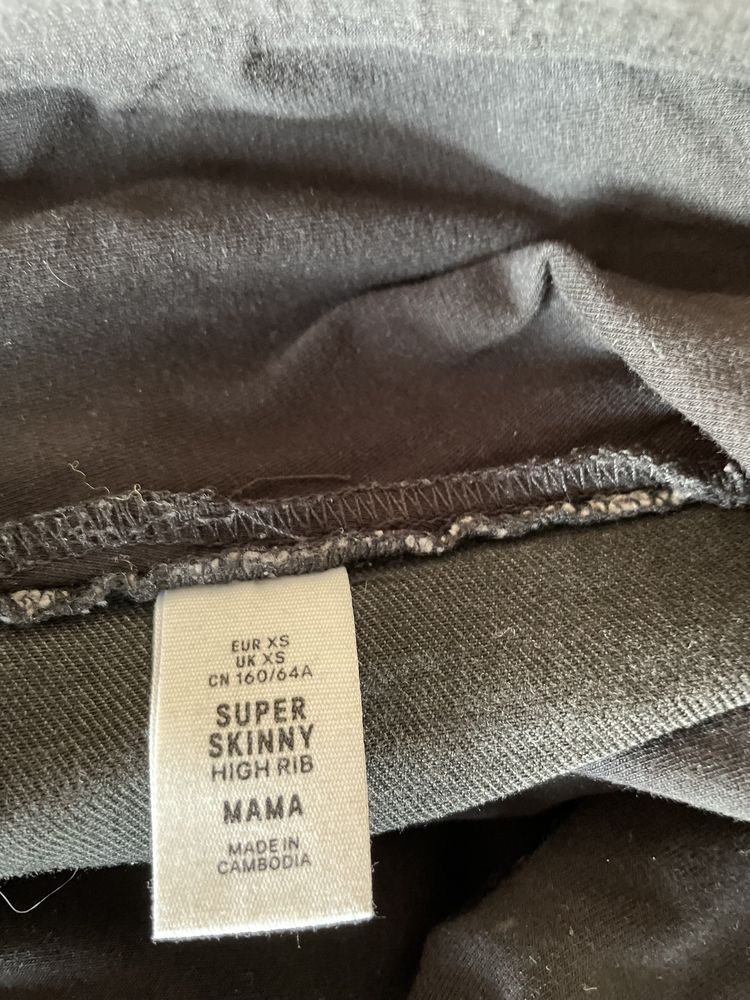 EUR XS
UK XS
CN 160/64A
SUPER
SKINNY
HIGH RIB
MAMA
MADE IN
CAMBODIA